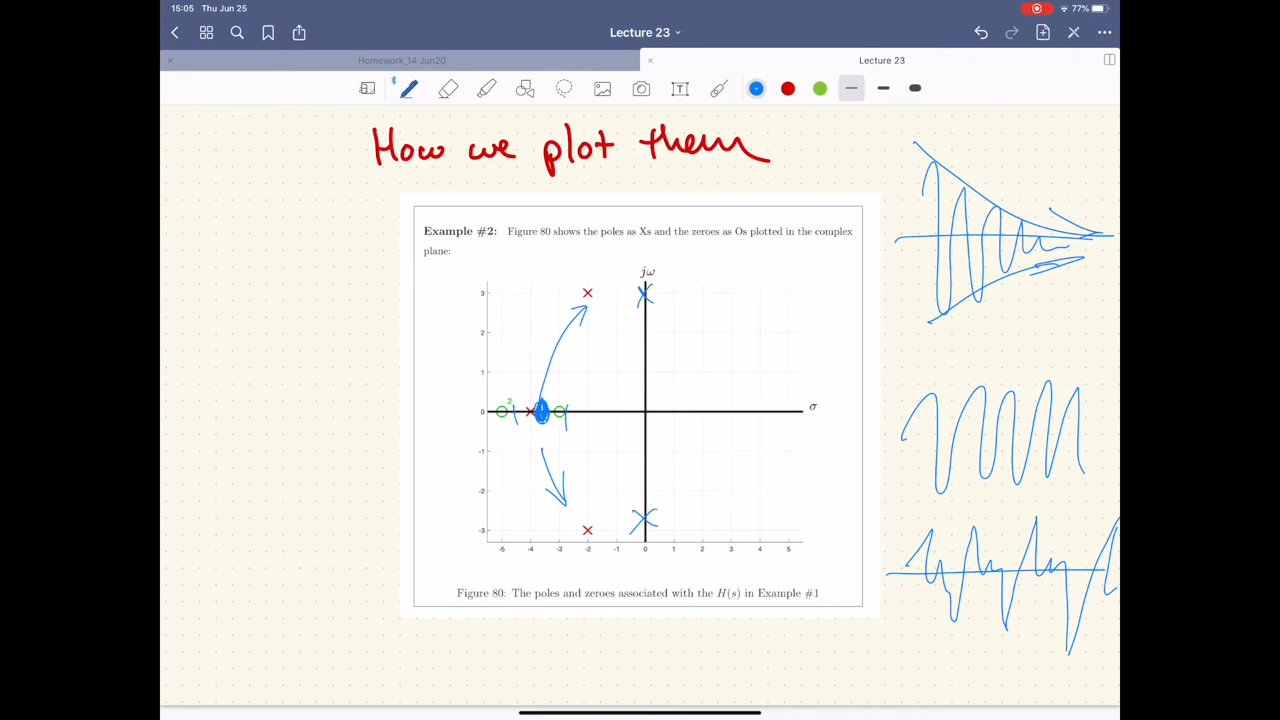 15:05 Thu Jun 25
77%
Lecture 23
Homework_14 Jun20
Lecture 23
T
How we plot them
Example #2: Figure 80 shows the poles as Xs and the zeroes as Os plotted in the complex
plane:
jω
3
2
1
0
-1
-2
-3
2
σ
-5 -4 -3 -2 -1 0 1 2 3 4 5
Figure 80: The poles and zeroes associated with the H(s) in Example #1